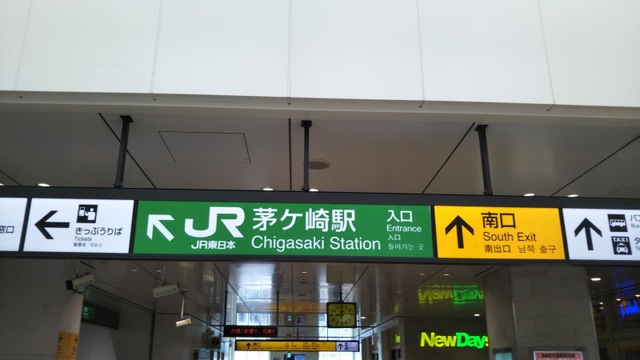 窓口
きっぷうりば
Tickets
JR
JR東日本
茅ケ崎駅
Chigasaki Station
入口
Entrance
入口
들어가는 곳
南口
South Exit
南出口 남쪽 출구
TAXI
NewDays